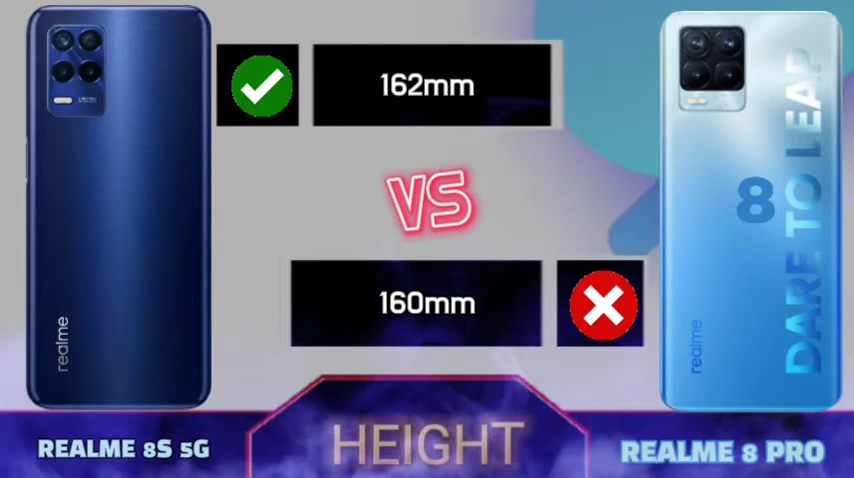 162mm
VS
160mm
realme
realme
8
DARE TO LEAP
HEIGHT
REALME 8S 5G
REALME 8 PRO